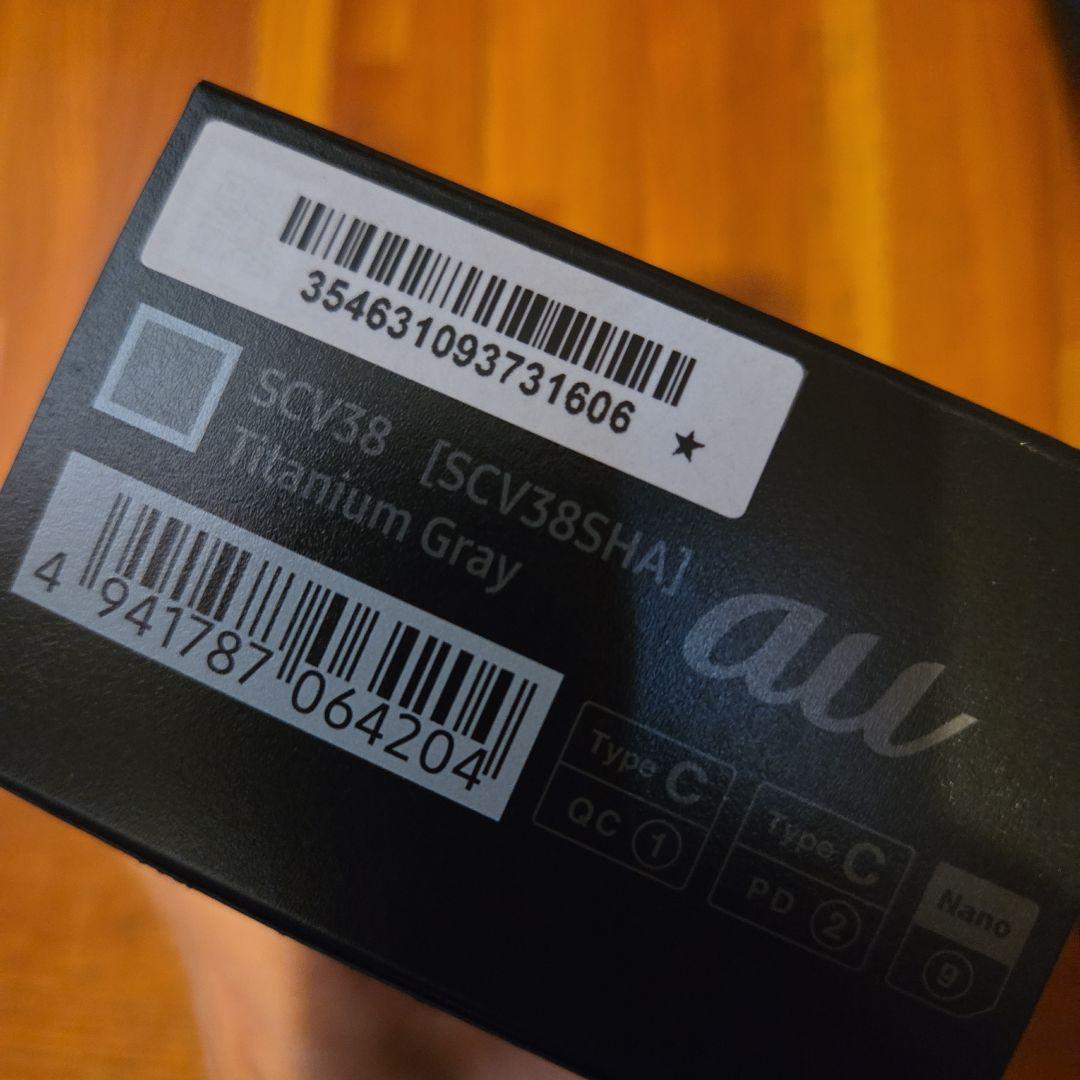 354631093731606 ★
SCV38 [SCV38SHA]
Titanium Gray
4 941787 064204
au
Type C
QC ①
Type C
PD ②
Nano
⑨